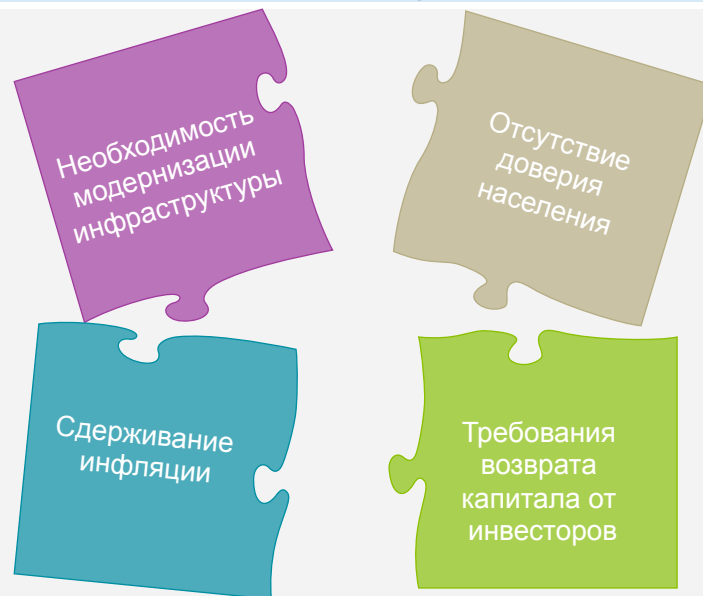 Необходимость
модернизации
инфраструктуры
Отсутствие
доверия
населения
Сдерживание
инфляции
Требования
возврата
капитала от
инвесторов